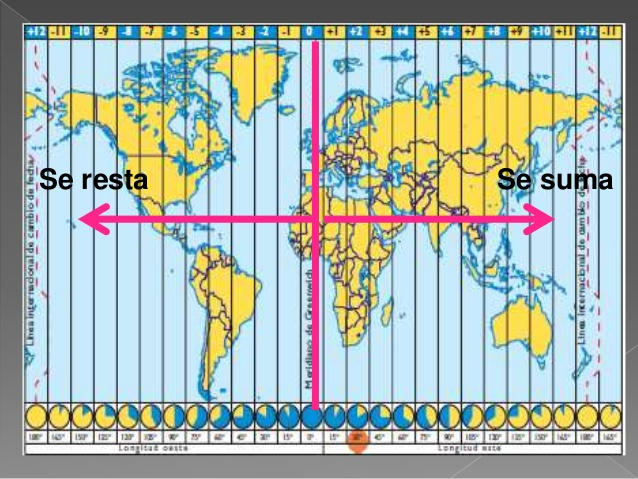 +12 -11 -10 -9 -8 -7 -6 -5 -4 -3 -2 -1 0 +1 +2 +3 +4 +5 +6 +7 +8 +9 +10 +11 +12 -11
Se resta
Se suma
Línea internacional de cambio de fecha
Meridiano de Greenwich
Línea internacional de cambio de fecha
180° 165° 150° 135° 120° 105° 90° 75° 60° 45° 30° 15° 0° 15° 30° 45° 60° 75° 90° 105° 120° 135° 150° 165° 180° 165°
Longitud oeste
Longitud este